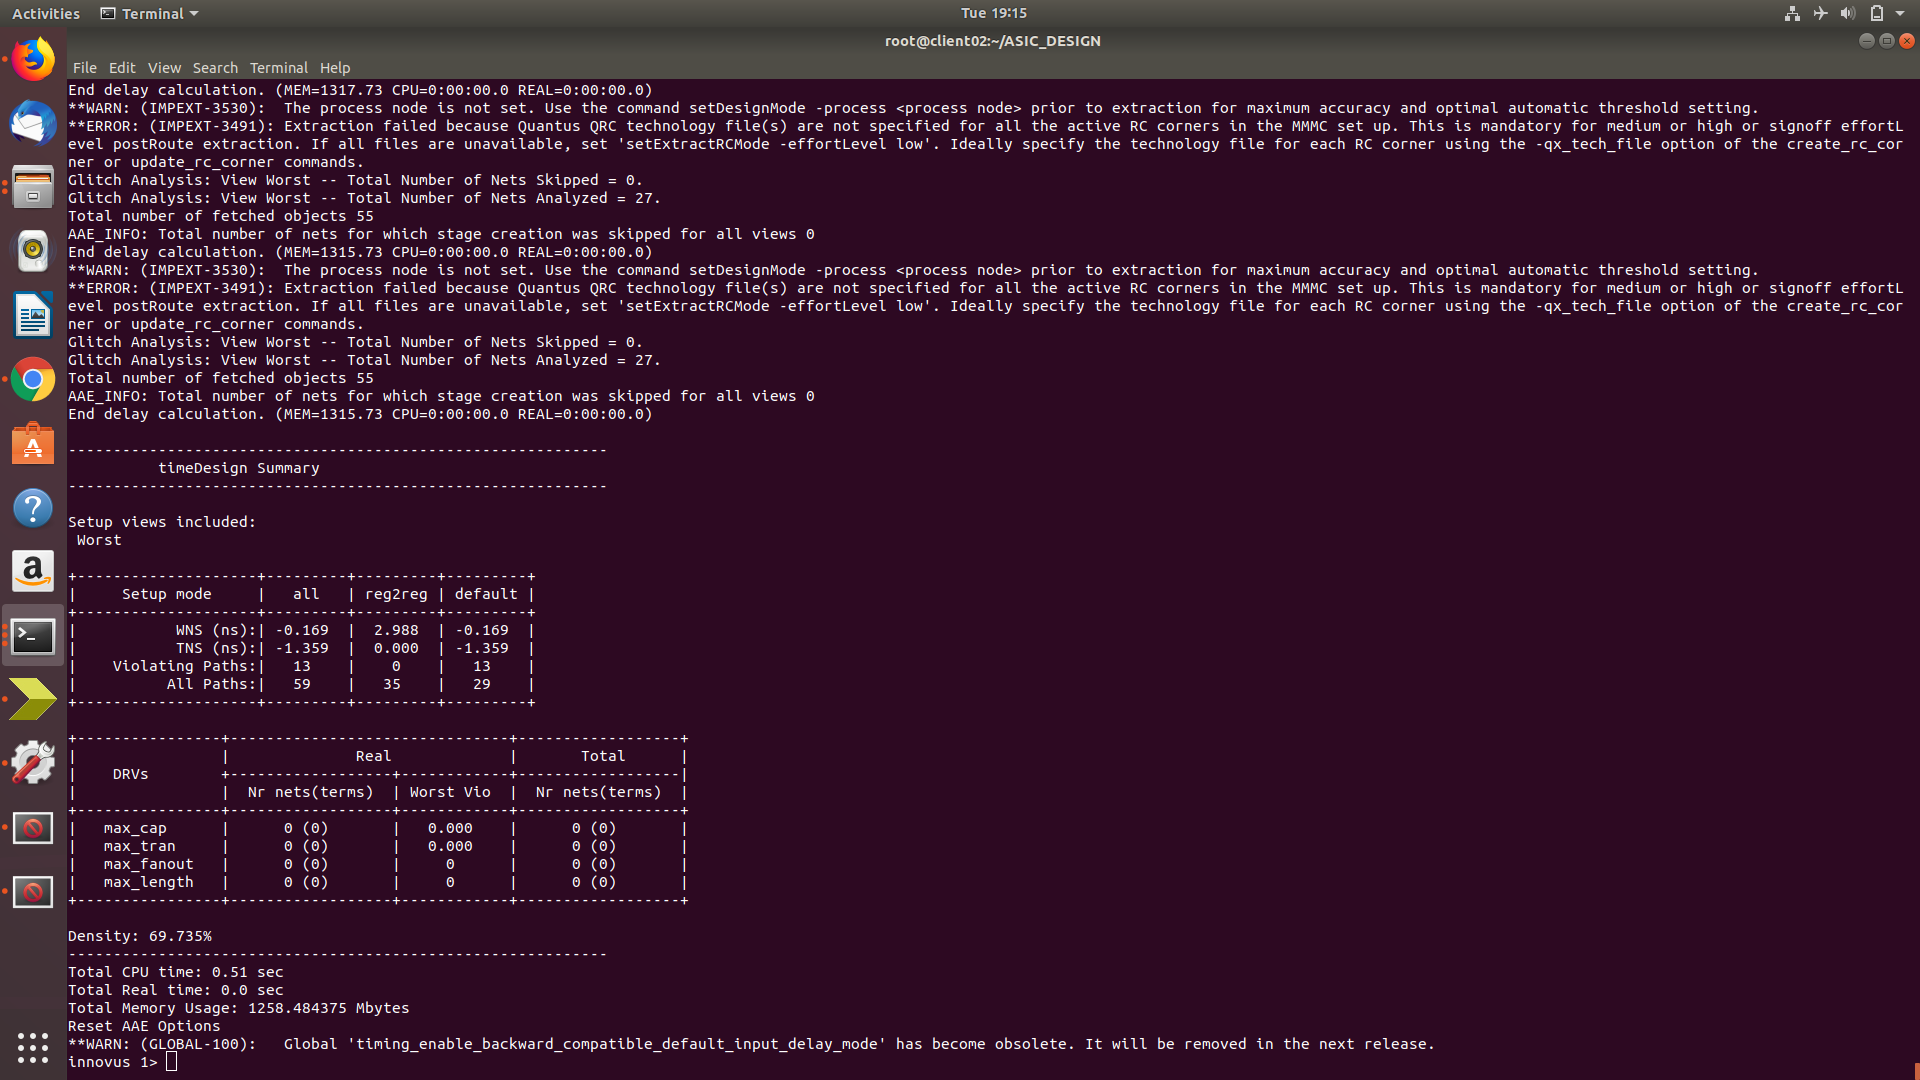 Activities Terminal Tue 19:15
root@client02:~/ASIC_DESIGN
File Edit View Search Terminal Help
End delay calculation. (MEM=1317.73 CPU=0:00:00.0 REAL=0:00:00.0)
**WARN: (IMPEXT-3530):  The process node is not set. Use the command setDesignMode -process <process node> prior to extraction for maximum accuracy and optimal automatic threshold setting.
**ERROR: (IMPEXT-3491): Extraction failed because Quantus QRC technology file(s) are not specified for all the active RC corners in the MMMC set up. This is mandatory for medium or high or signoff effortL
evel postRoute extraction. If all files are unavailable, set 'setExtractRCMode -effortLevel low'. Ideally specify the technology file for each RC corner using the -qx_tech_file option of the create_rc_cor
ner or update_rc_corner commands.
Glitch Analysis: View Worst -- Total Number of Nets Skipped = 0.
Glitch Analysis: View Worst -- Total Number of Nets Analyzed = 27.
Total number of fetched objects 55
AAE_INFO: Total number of nets for which stage creation was skipped for all views 0
End delay calculation. (MEM=1315.73 CPU=0:00:00.0 REAL=0:00:00.0)
**WARN: (IMPEXT-3530):  The process node is not set. Use the command setDesignMode -process <process node> prior to extraction for maximum accuracy and optimal automatic threshold setting.
**ERROR: (IMPEXT-3491): Extraction failed because Quantus QRC technology file(s) are not specified for all the active RC corners in the MMMC set up. This is mandatory for medium or high or signoff effortL
evel postRoute extraction. If all files are unavailable, set 'setExtractRCMode -effortLevel low'. Ideally specify the technology file for each RC corner using the -qx_tech_file option of the create_rc_cor
ner or update_rc_corner commands.
Glitch Analysis: View Worst -- Total Number of Nets Skipped = 0.
Glitch Analysis: View Worst -- Total Number of Nets Analyzed = 27.
Total number of fetched objects 55
AAE_INFO: Total number of nets for which stage creation was skipped for all views 0
End delay calculation. (MEM=1315.73 CPU=0:00:00.0 REAL=0:00:00.0)
------------------------------------------------------------
          timeDesign Summary
------------------------------------------------------------
Setup views included:
 Worst
+--------------------+---------+---------+---------+
|     Setup mode     |   all   | reg2reg | default |
+--------------------+---------+---------+---------+
|           WNS (ns):| -0.169  |  2.988  | -0.169  |
|           TNS (ns):| -1.359  |  0.000  | -1.359  |
|    Violating Paths:|   13    |    0    |   13    |
|          All Paths:|   59    |   35    |   29    |
+--------------------+---------+---------+---------+
+----------------+-------------------------------+------------------+
|                |              Real             |       Total      |
|    DRVs        +------------------+------------+------------------|
|                |  Nr nets(terms)  | Worst Vio  |  Nr nets(terms)  |
+----------------+------------------+------------+------------------+
|   max_cap      |      0 (0)       |   0.000    |      0 (0)       |
|   max_tran     |      0 (0)       |   0.000    |      0 (0)       |
|   max_fanout   |      0 (0)       |     0      |      0 (0)       |
|   max_length   |      0 (0)       |     0      |      0 (0)       |
+----------------+------------------+------------+------------------+
Density: 69.735%
------------------------------------------------------------
Total CPU time: 0.51 sec
Total Real time: 0.0 sec
Total Memory Usage: 1258.484375 Mbytes
Reset AAE Options
**WARN: (GLOBAL-100):   Global 'timing_enable_backward_compatible_default_input_delay_mode' has become obsolete. It will be removed in the next release.
innovus 1>